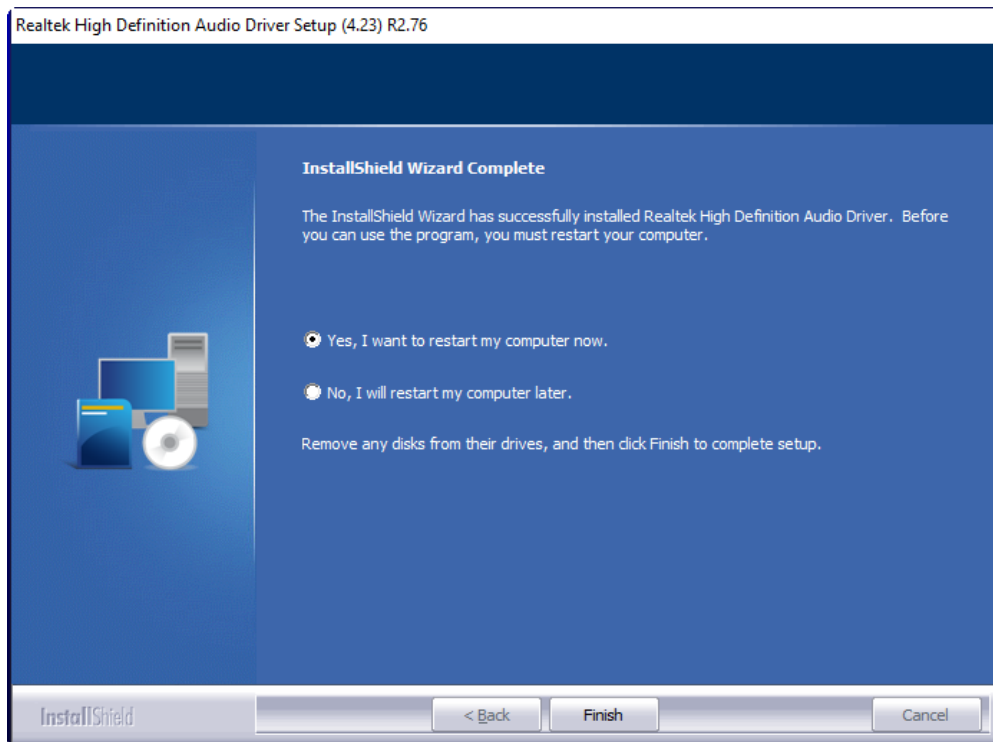 Realtek High Definition Audio Driver Setup (4.23) R2.76
InstallShield Wizard Complete
The InstallShield Wizard has successfully installed Realtek High Definition Audio Driver.  Before
you can use the program, you must restart your computer.
Yes, I want to restart my computer now.
No, I will restart my computer later.
Remove any disks from their drives, and then click Finish to complete setup.
InstallShield
< Back
Finish
Cancel